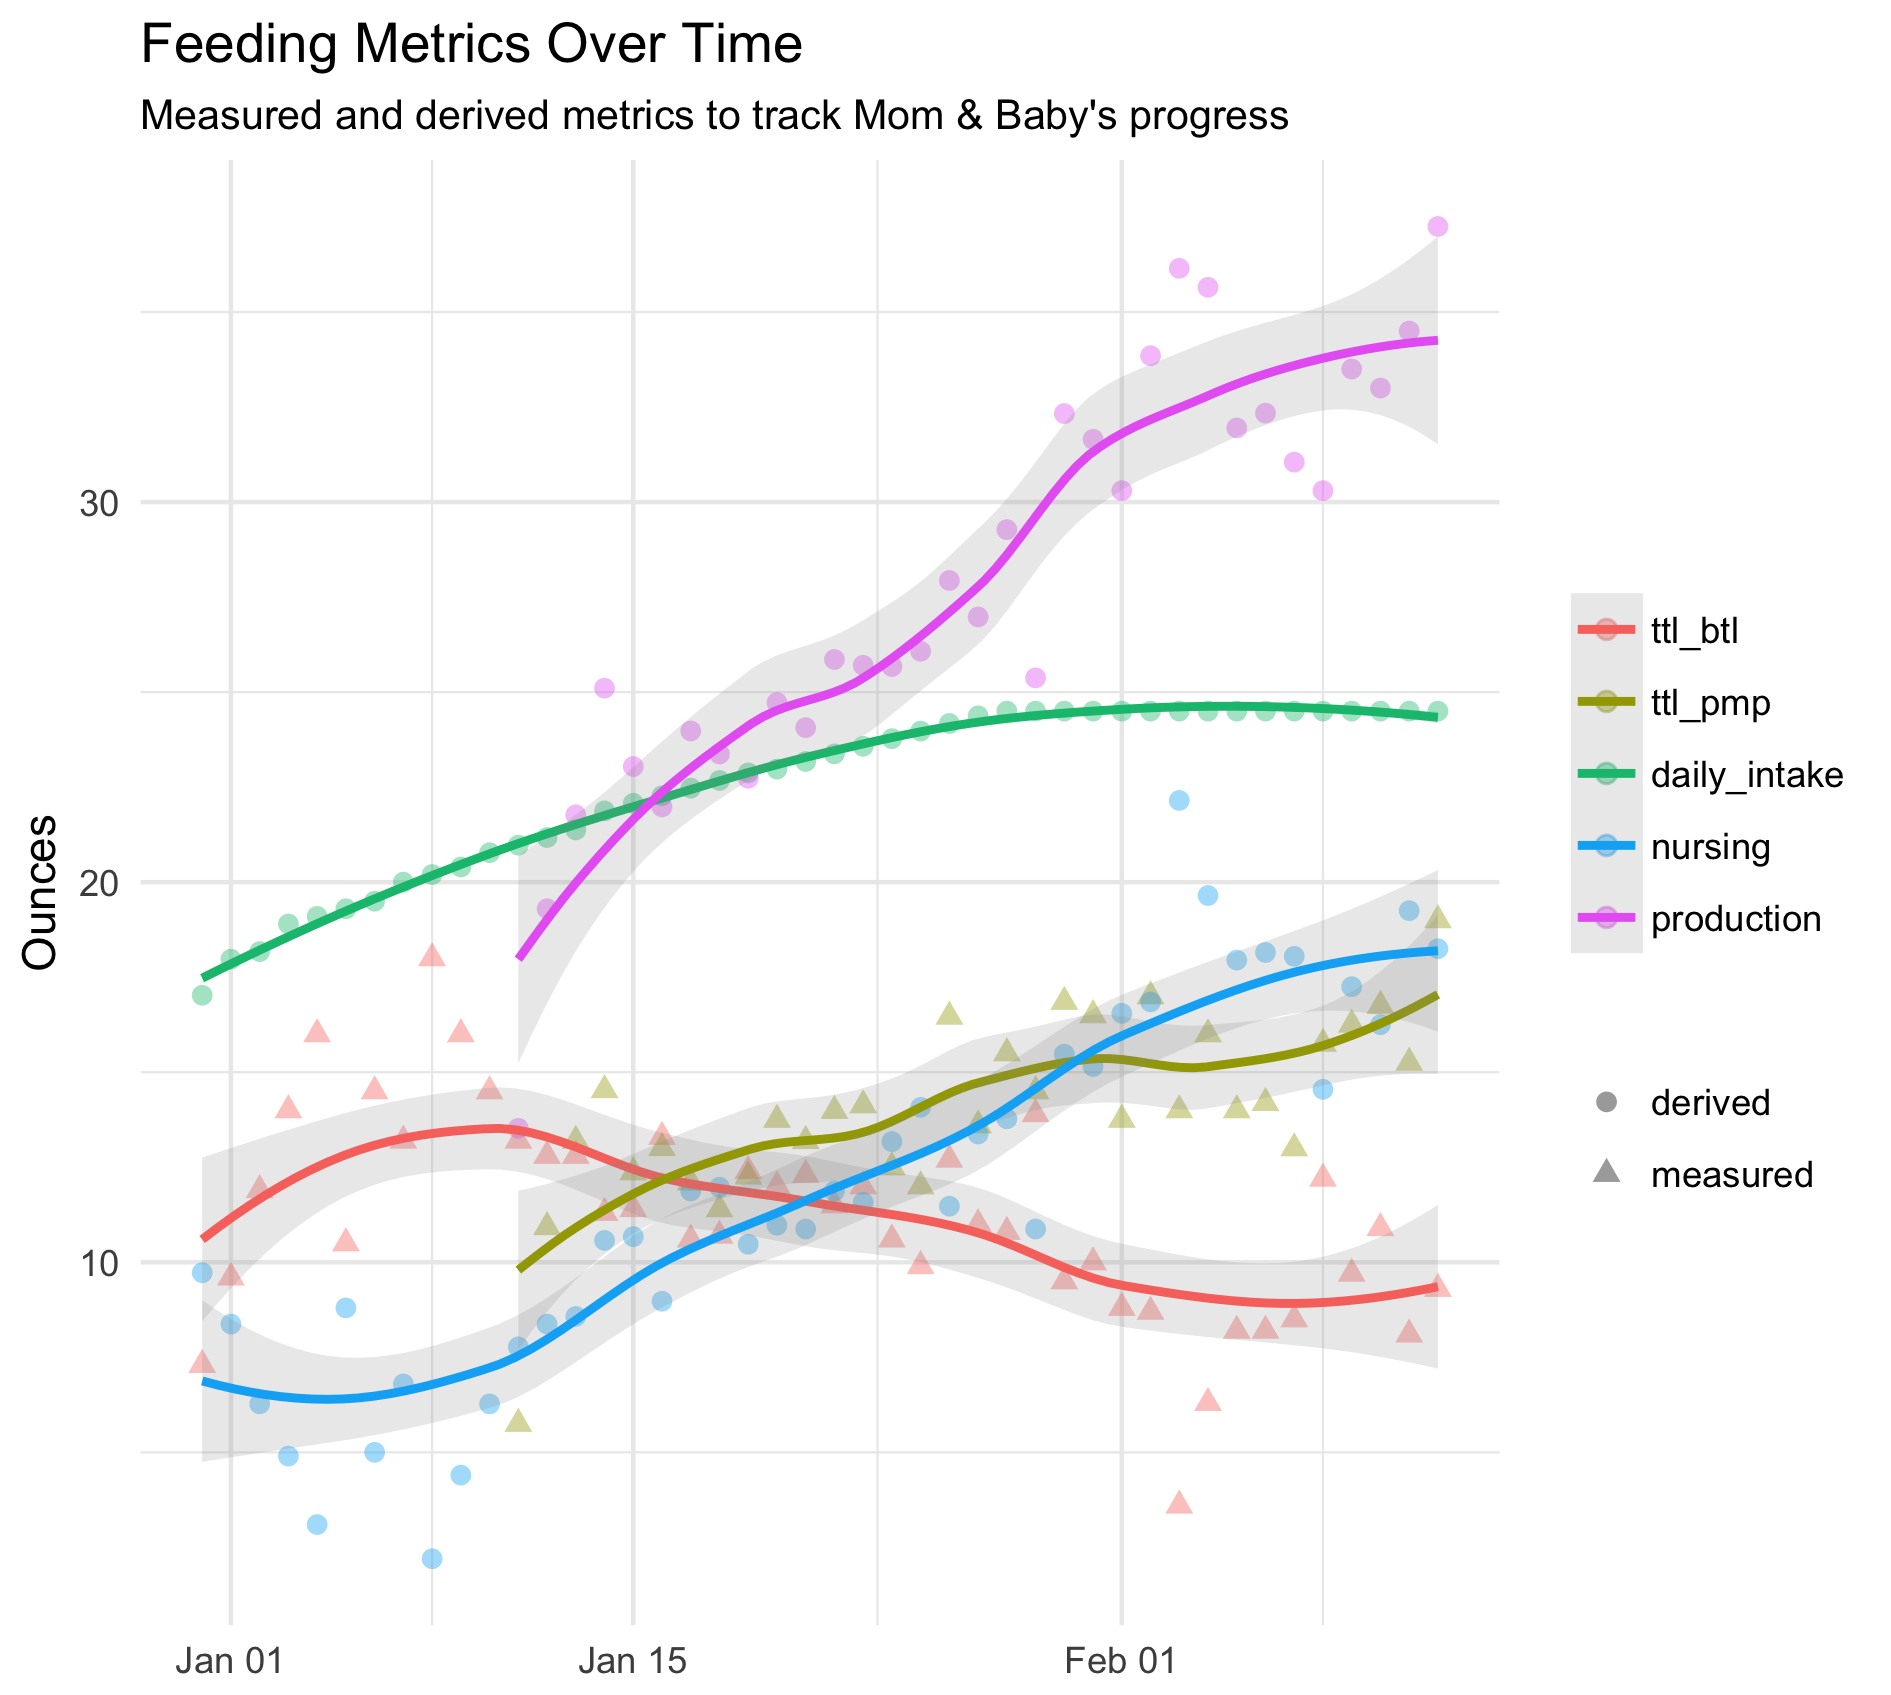 Feeding Metrics Over Time
Measured and derived metrics to track Mom & Baby's progress
Ounces
30
20
10
Jan 01
Jan 15
Feb 01
ttl_btl
ttl_pmp
daily_intake
nursing
production
derived
measured